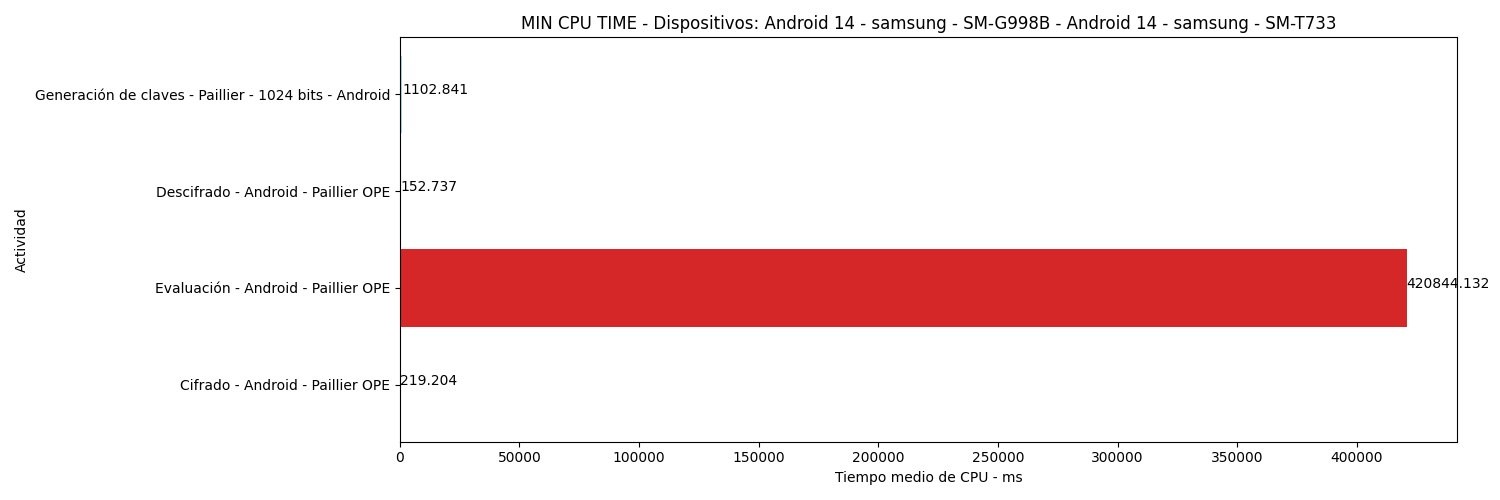 MIN CPU TIME - Dispositivos: Android 14 - samsung - SM-G998B - Android 14 - samsung - SM-T733
Actividad
Generación de claves - Paillier - 1024 bits - Android
1102.841
Descifrado - Android - Paillier OPE
152.737
Evaluación - Android - Paillier OPE
420844.132
Cifrado - Android - Paillier OPE
219.204
0 50000 100000 150000 200000 250000 300000 350000 400000
Tiempo medio de CPU - ms